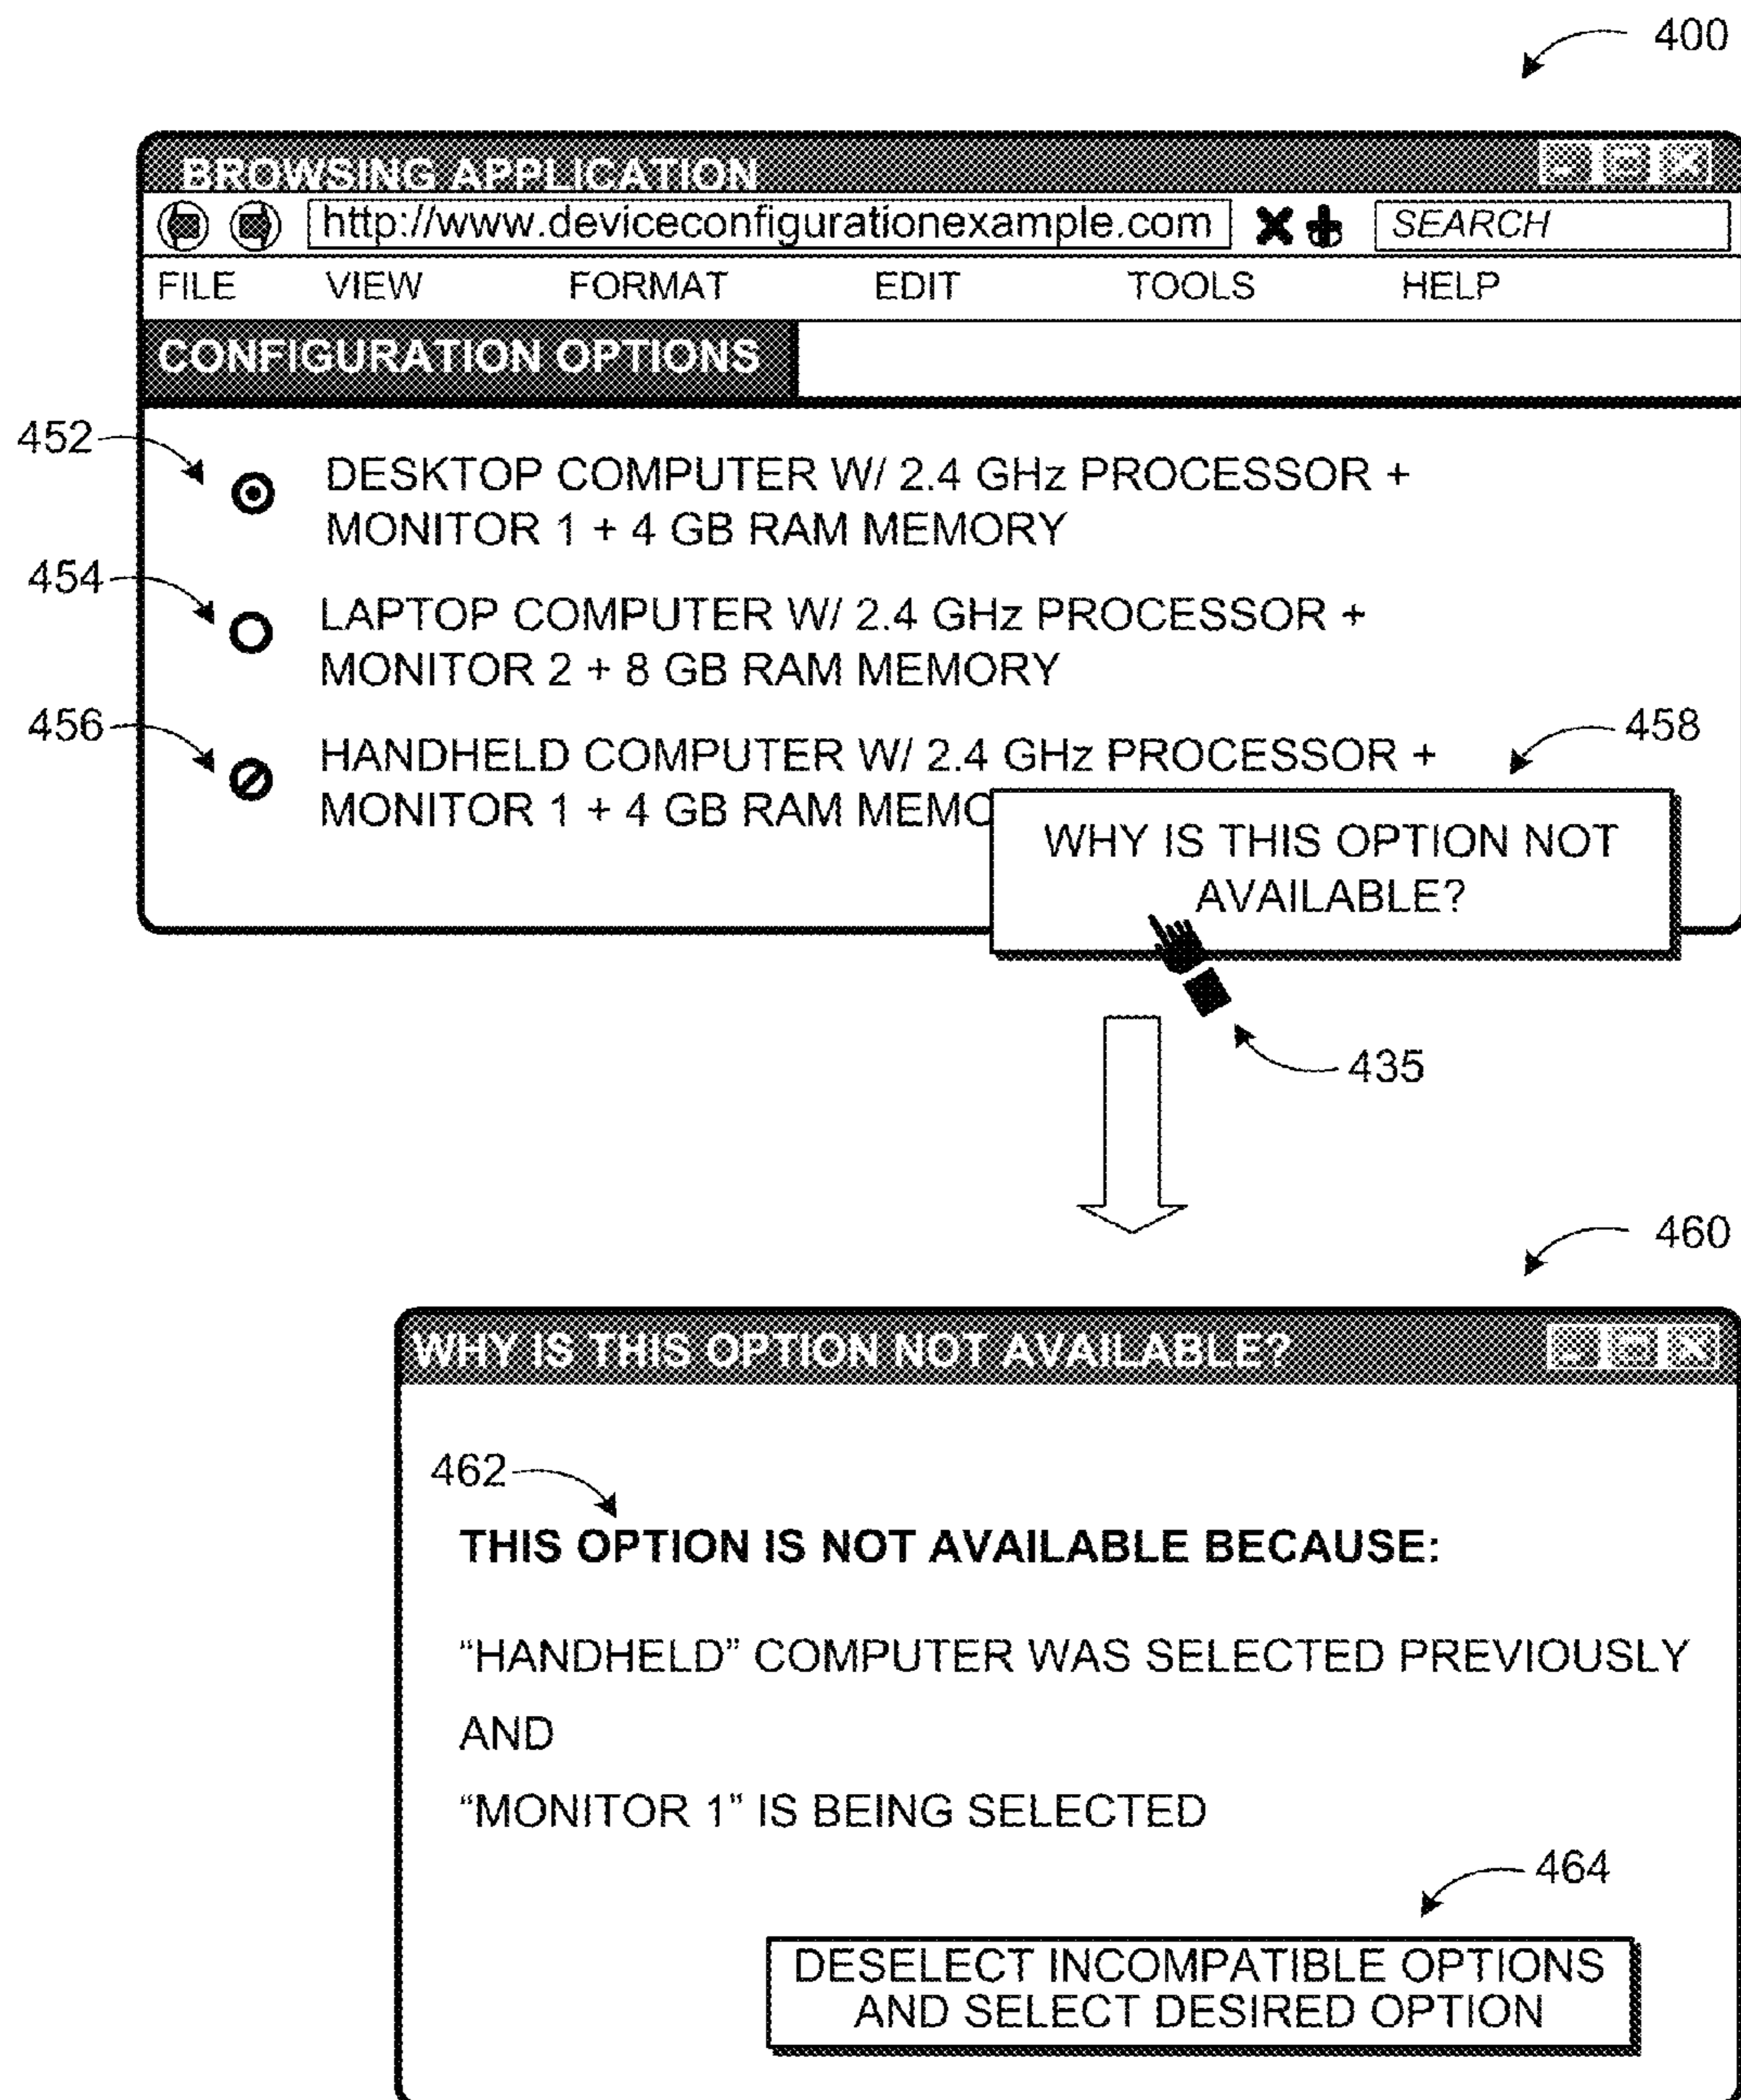 400
BROWSING APPLICATION
http://www.deviceconfigurationexample.com SEARCH
FILE VIEW FORMAT EDIT TOOLS HELP
CONFIGURATION OPTIONS
452
DESKTOP COMPUTER W/ 2.4 GHz PROCESSOR +
MONITOR 1 + 4 GB RAM MEMORY
454
LAPTOP COMPUTER W/ 2.4 GHz PROCESSOR +
MONITOR 2 + 8 GB RAM MEMORY
456
HANDHELD COMPUTER W/ 2.4 GHz PROCESSOR +
MONITOR 1 + 4 GB RAM MEMO
458
WHY IS THIS OPTION NOT
AVAILABLE?
435
460
WHY IS THIS OPTION NOT AVAILABLE?
462
THIS OPTION IS NOT AVAILABLE BECAUSE:
“HANDHELD” COMPUTER WAS SELECTED PREVIOUSLY
AND
“MONITOR 1” IS BEING SELECTED
464
DESELECT INCOMPATIBLE OPTIONS
AND SELECT DESIRED OPTION